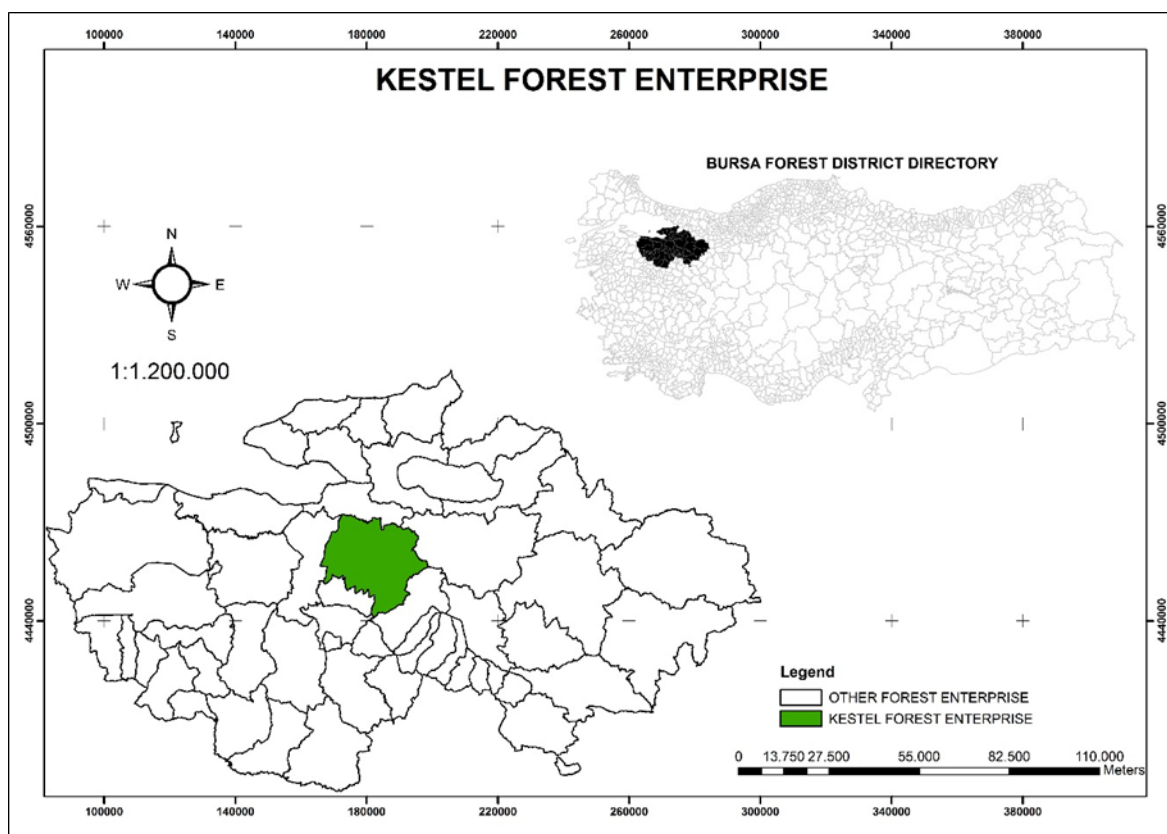 100000 140000 180000 220000 260000 300000 340000 380000
KESTEL FOREST ENTERPRISE
BURSA FOREST DISTRICT DIRECTORY
4560000 4560000
N
W E
S
1:1.200.000
4500000 4500000
4440000 4440000
Legend
OTHER FOREST ENTERPRISE
KESTEL FOREST ENTERPRISE
0 13.750 27.500 55.000 82.500 110.000
Meters
100000 140000 180000 220000 260000 300000 340000 380000